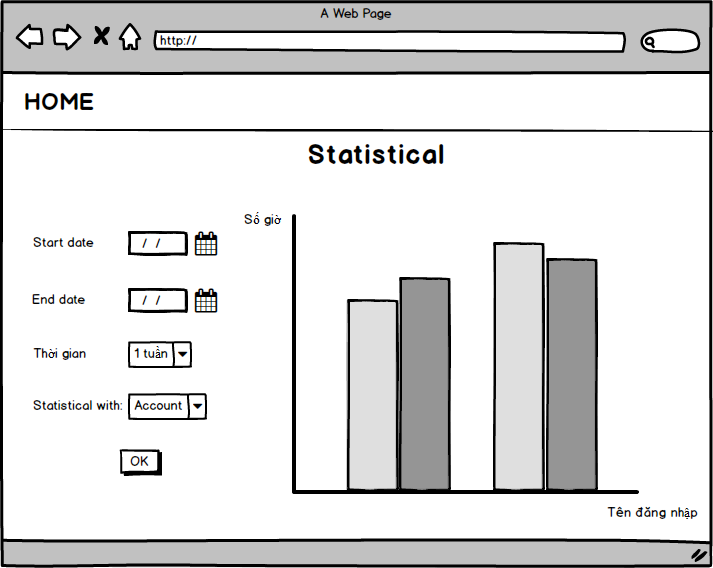 A Web Page
http://
HOME
Statistical
Số giờ
Start date
/ /
End date
/ /
Thời gian
1 tuần
Statistical with:
Account
OK
Tên đăng nhập